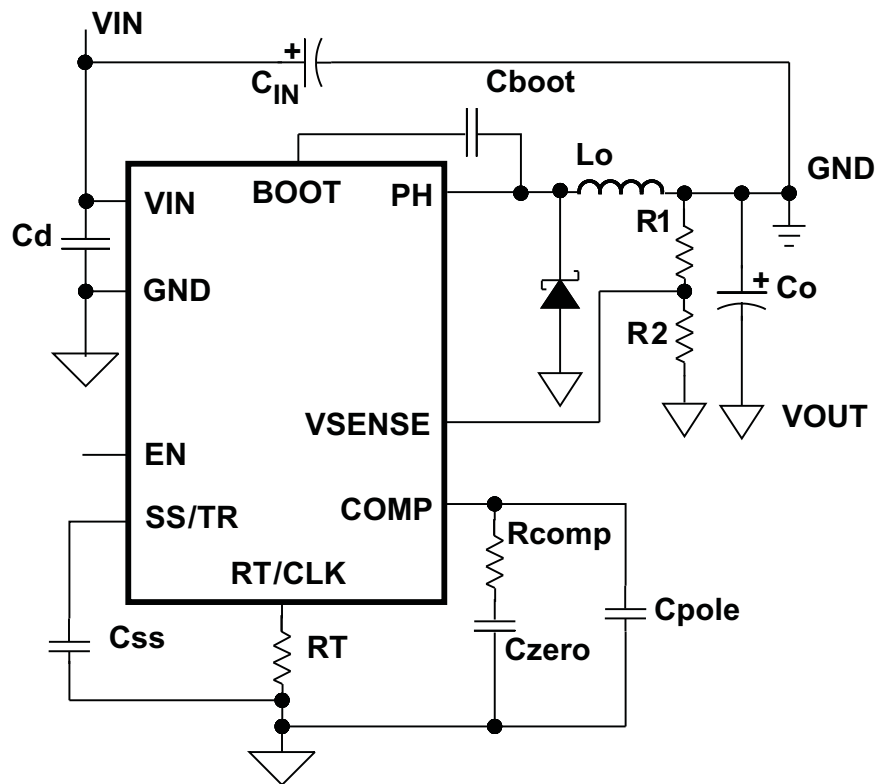 VIN
+
CIN
Cboot
Lo
GND
BOOT
PH
VIN
R1
Cd
GND
+
Co
R2
VSENSE
VOUT
EN
COMP
SS/TR
Rcomp
RT/CLK
Cpole
Css
RT
Czero